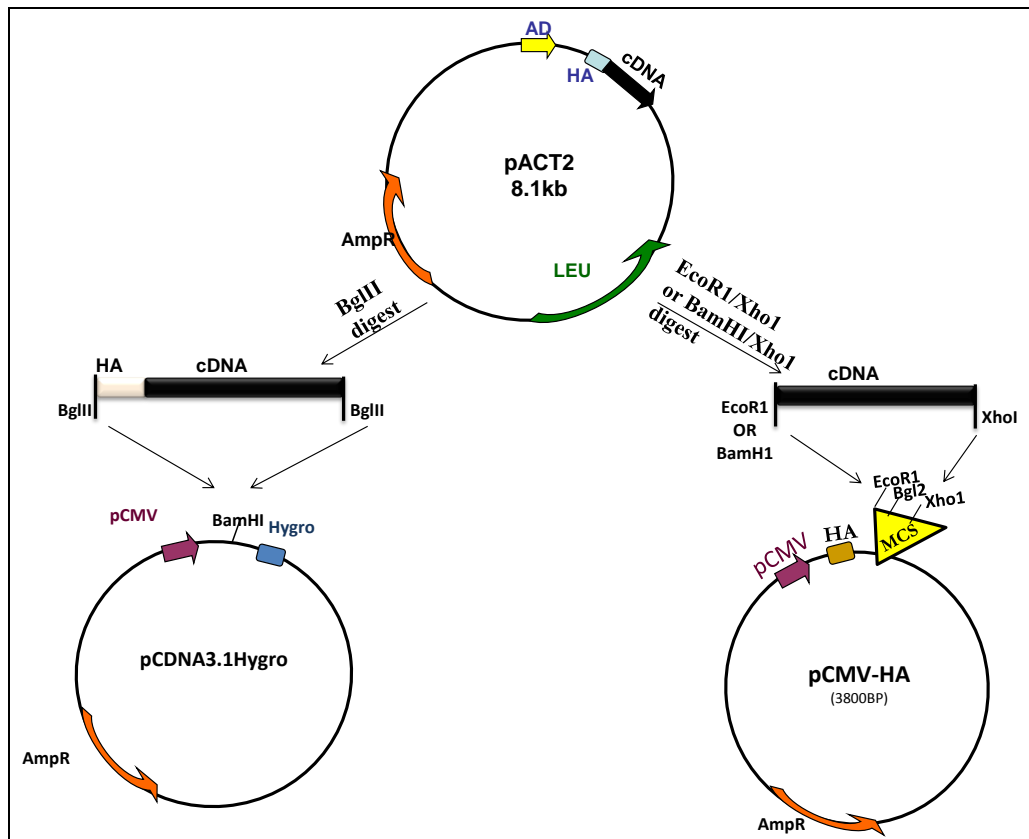 AD
HA
cDNA
pACT2
8.1kb
AmpR
LEU
BglII
digest
EcoR1/Xho1
or BamHI/Xho1
digest
HA
cDNA
BglII
BglII
cDNA
EcoR1
OR
BamH1
XhoI
pCMV
BamHI
Hygro
pCDNA3.1Hygro
AmpR
EcoR1
Bgl2
Xho1
MCS
pCMV
HA
pCMV-HA
(3800BP)
AmpR